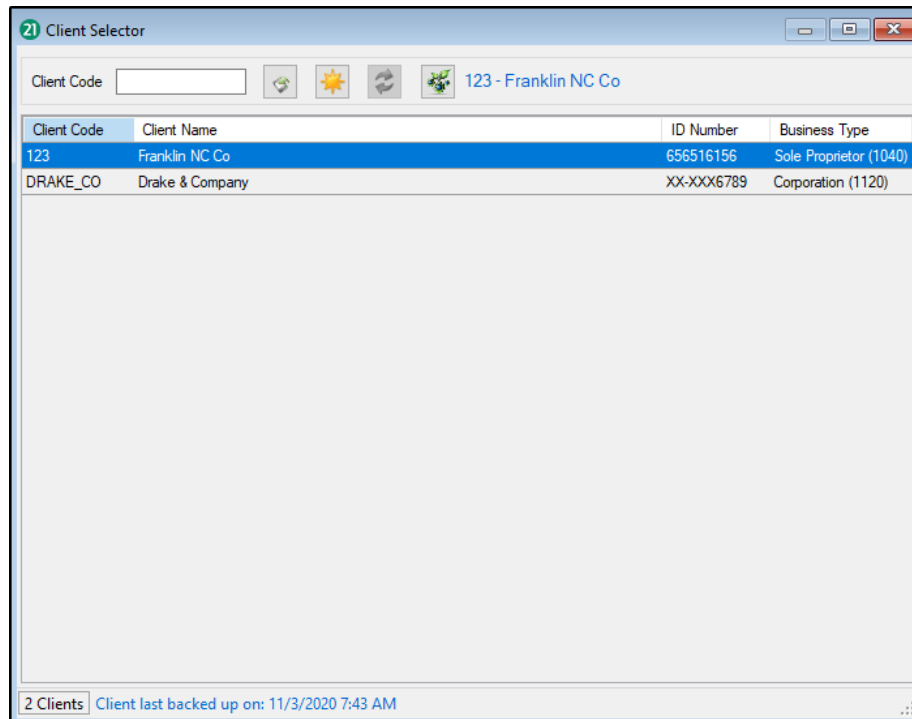 21 Client Selector
Client Code 123 - Franklin NC Co
Client Code Client Name ID Number Business Type
123 Franklin NC Co 656516156 Sole Proprietor (1040)
DRAKE_CO Drake & Company XX-XXX6789 Corporation (1120)
2 Clients Client last backed up on: 11/3/2020 7:43 AM